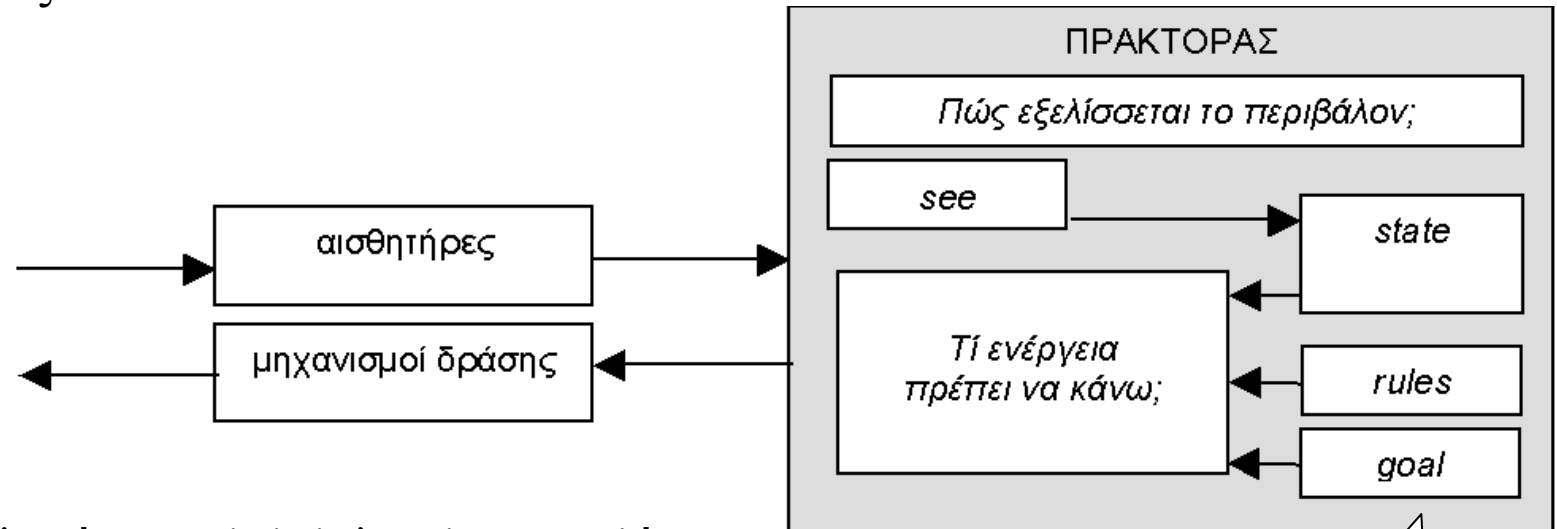 ΠΡΑΚΤΟΡΑΣ
Πώς εξελίσσεται το περιβάλον;
see
state
αισθητήρες
μηχανισμοί δράσης
Τί ενέργεια
πρέπει να κάνω;
rules
goal